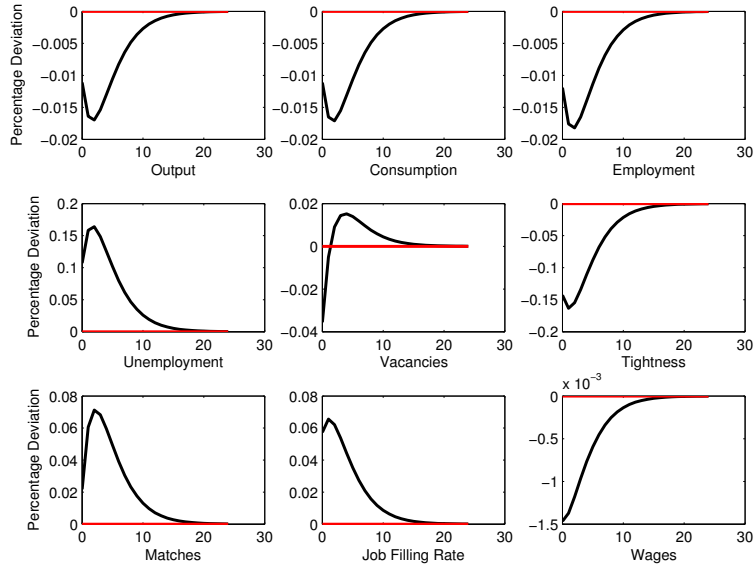 0
−0.005
−0.01
−0.015
−0.02
0 10 20 30
Percentage Deviation
Output
0
−0.005
−0.01
−0.015
−0.02
0 10 20 30
Consumption
0
−0.005
−0.01
−0.015
−0.02
0 10 20 30
Employment
0.2
0.15
0.1
0.05
0
0 10 20 30
Percentage Deviation
Unemployment
0.02
0
−0.02
−0.04
0 10 20 30
Vacancies
0
−0.05
−0.1
−0.15
−0.2
0 10 20 30
Tightness
0.08
0.06
0.04
0.02
0
0 10 20 30
Percentage Deviation
Matches
0.08
0.06
0.04
0.02
0
0 10 20 30
Job Filling Rate
x 10⁻³
0
−0.5
−1
−1.5
0 10 20 30
Wages